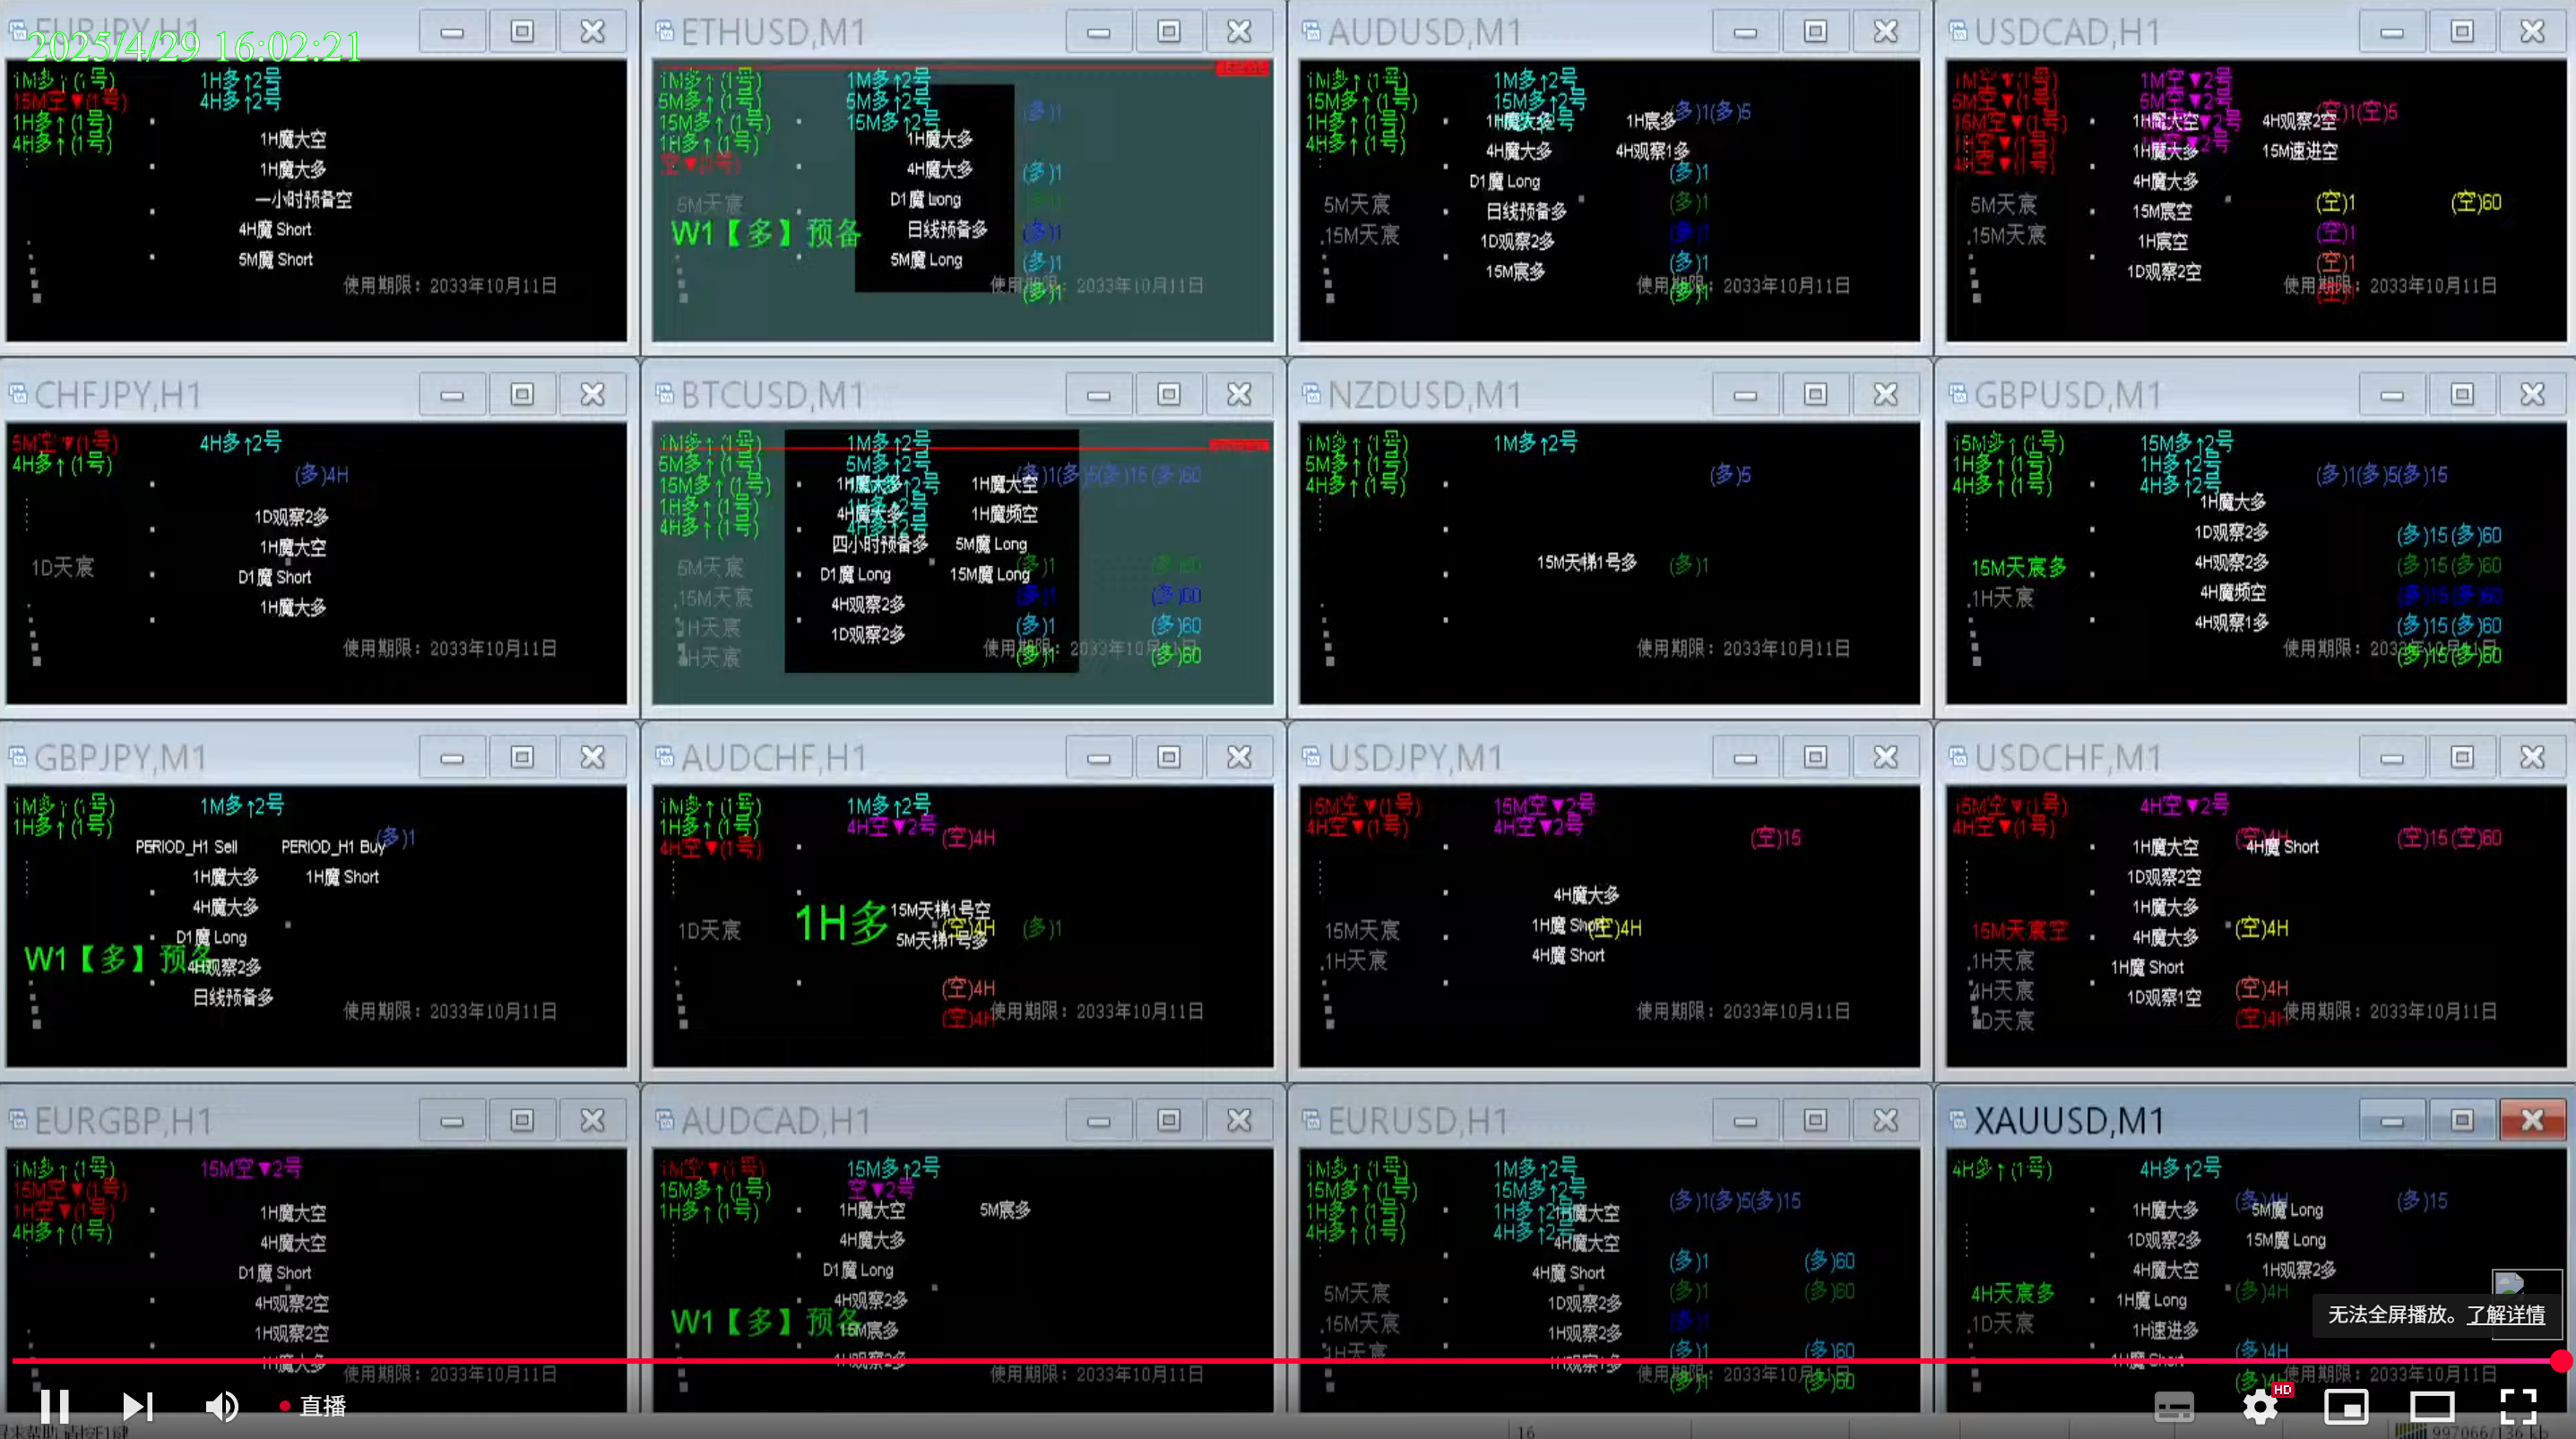 EURJPY,H1
2025/4/29 16:02:21
1M多↑(1号)
1H多↑2号
15M空▼(1号)
4H多↑2号
1H多↑(1号)
4H多↑(1号)
1H魔大空
1H魔大多
一小时预备空
4H魔 Short
5M魔 Short
使用期限：2033年10月11日
ETHUSD,M1
1M多↑(1号)
1M多↑2号
5M多↑(1号)
5M多↑2号
15M多↑(1号)
15M多↑2号
1H多↑(1号)
空▼(1号)
(多)1
1H魔大多
4H魔大多
(多)1
D1魔 Long
5M天宸
W1【多】预备
日线预备多
(多)1
5M魔 Long
(多)1
使用期限：2033年10月11日
(多)1
AUDUSD,M1
1M多↑(1号)
1M多↑2号
15M多↑(1号)
15M多↑2号
1H多↑(1号)
4H多↑(1号)
(多)1(多)5
1H魔大多
1H宸多
4H魔大多
4H观察1多
D1魔 Long
(多)1
5M天宸
日线预备多
(多)1
.15M天宸
1D观察2多
(多)1
15M宸多
(多)1
使用期限：2033年10月11日
(多)1
USDCAD,H1
1M空▼(1号)
1M空▼2号
5M空▼(1号)
5M空▼2号
15M空▼(1号)
1H空▼(1号)
4H空▼(1号)
(空)1(空)5
1H魔大空
4H观察2空
1H魔大多
15M速进空
4H魔大多
5M天宸
15M宸空
(空)1
(空)60
.15M天宸
1H宸空
(空)1
1D观察2空
(空)1
使用期限：2033年10月11日
CHFJPY,H1
5M空▼(1号)
4H多↑2号
4H多↑(1号)
(多)4H
1D观察2多
1H魔大空
1D天宸
D1魔 Short
1H魔大多
使用期限：2033年10月11日
BTCUSD,M1
1M多↑(1号)
1M多↑2号
5M多↑(1号)
5M多↑2号
15M多↑(1号)
1H多↑(1号)
4H多↑(1号)
(多)1(多)5(多)15(多)60
1H魔大多
1H魔大空
4H魔大多
1H魔频空
四小时预备多
5M魔 Long
5M天宸
(多)1
(多)60
D1魔 Long
15M魔 Long
.15M天宸
4H观察2多
(多)1
(多)60
1H天宸
1D观察2多
(多)1
(多)60
使用期限：2033年10月11日
4H天宸
(多)1
(多)60
NZDUSD,M1
1M多↑(1号)
1M多↑2号
5M多↑(1号)
4H多↑(1号)
(多)5
15M天梯1号多
(多)1
使用期限：2033年10月11日
GBPUSD,M1
15M多↑(1号)
15M多↑2号
1H多↑(1号)
1H多↑2号
4H多↑(1号)
4H多↑2号
(多)1(多)5(多)15
1H魔大多
1D观察2多
(多)15(多)60
15M天宸多
4H观察2多
(多)15(多)60
.1H天宸
4H魔频空
(多)15(多)60
4H观察1多
(多)15(多)60
使用期限：2033年10月11日
(多)15(多)60
GBPJPY,M1
1M多↑(1号)
1M多↑2号
1H多↑(1号)
(多)1
PERIOD_H1 Sell
PERIOD_H1 Buy
1H魔大多
1H魔 Short
4H魔大多
D1魔 Long
W1【多】预备
4H观察2多
日线预备多
使用期限：2033年10月11日
AUDCHF,H1
1M多↑(1号)
1M多↑2号
1H多↑(1号)
4H空▼2号
4H空▼(1号)
(空)4H
15M天梯1号空
1D天宸
1H多
(空)4H
(多)1
5M天梯1号多
(空)4H
(空)4H
使用期限：2033年10月11日
USDJPY,M1
15M空▼(1号)
15M空▼2号
4H空▼(1号)
4H空▼2号
(空)15
4H魔大多
15M天宸
1H魔 Short
(空)4H
.1H天宸
4H魔 Short
使用期限：2033年10月11日
USDCHF,M1
15M空▼(1号)
4H空▼2号
4H空▼(1号)
(空)4H
(空)15(空)60
1H魔大空
4H魔 Short
1D观察2空
1H魔大多
15M天宸空
4H魔大多
(空)4H
.1H天宸
1H魔 Short
4H天宸
1D观察1空
(空)4H
1D天宸
(空)4H
使用期限：2033年10月11日
EURGBP,H1
1M多↑(1号)
15M空▼2号
15M空▼(1号)
1H空▼(1号)
4H多↑(1号)
1H魔大空
4H魔大空
D1魔 Short
4H观察2空
1H观察2空
1H魔大多
使用期限：2033年10月11日
AUDCAD,H1
1M空▼(1号)
15M多↑2号
15M多↑(1号)
空▼2号
1H多↑(1号)
1H魔大空
5M宸多
4H魔大多
D1魔 Long
4H观察2多
W1【多】预备
15M宸多
1H观察2多
使用期限：2033年10月11日
EURUSD,H1
1M多↑(1号)
1M多↑2号
15M多↑(1号)
15M多↑2号
1H多↑(1号)
1H多↑2号
4H多↑(1号)
4H多↑2号
(多)1(多)5(多)15
1H魔大空
4H魔大空
4H魔 Short
(多)1
(多)60
5M天宸
1D观察2多
(多)1
(多)60
.15M天宸
1H观察2多
(多)1
1H天宸
1H观察1多
(多)1
(多)60
使用期限：2033年10月11日
(多)1
(多)60
XAUUSD,M1
4H多↑(1号)
4H多↑2号
(多)4H
(多)15
1H魔大多
5M魔 Long
1D观察2多
15M魔 Long
4H魔大空
1H观察2多
4H天宸多
1H魔 Long
(多)4H
.1D天宸
1H速进多
1H魔 Short
(多)4H
使用期限：2033年10月11日
无法全屏播放。了解详情
直播
HD
16
997066/136 kb